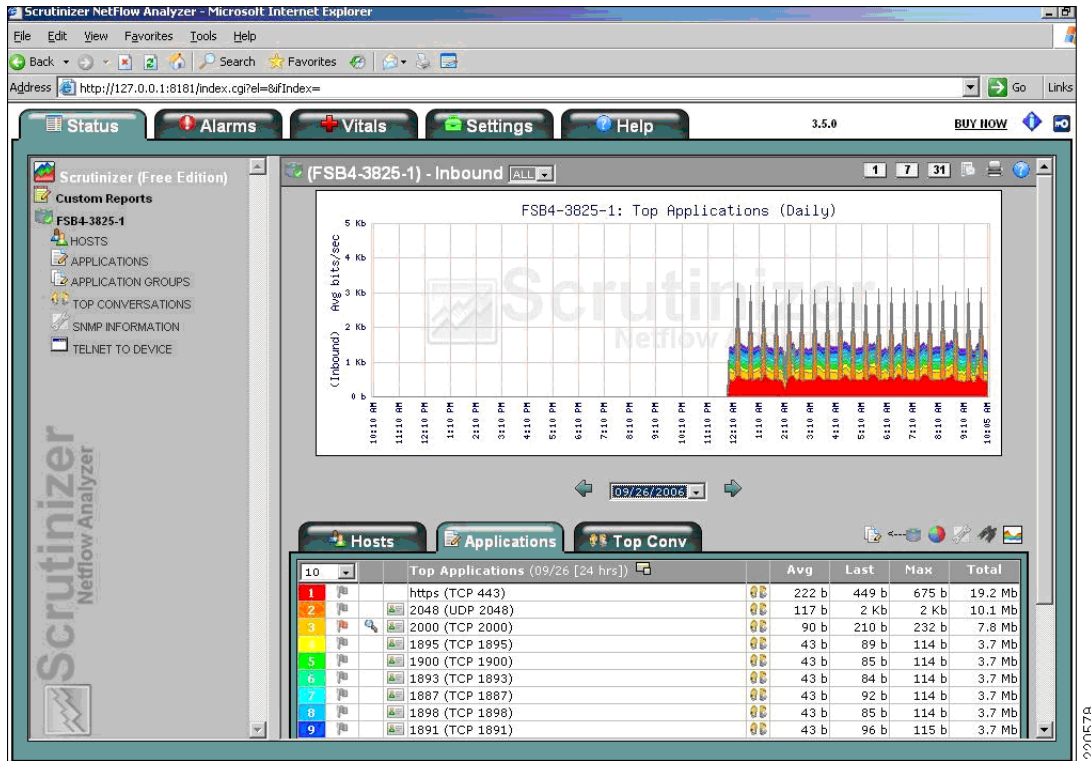 Scrutinizer NetFlow Analyzer - Microsoft Internet Explorer
File Edit View Favorites Tools Help
Back Search Favorites
Address http://127.0.0.1:8181/index.cgi?el=&ifIndex= Go Links
Status Alarms Vitals Settings Help 3.5.0 BUY NOW
Scrutinizer (Free Edition)
Custom Reports
FSB4-3825-1
HOSTS
APPLICATIONS
APPLICATION GROUPS
TOP CONVERSATIONS
SNMP INFORMATION
TELNET TO DEVICE
Scrutinizer
Netflow Analyzer
(FSB4-3825-1) - Inbound ALL 1 7 31
FSB4-3825-1: Top Applications (Daily)
Scrutinizer
Netflow
(Inbound) Avg bits/sec
5 Kb
4 Kb
3 Kb
2 Kb
1 Kb
0 b
10:10 AM 11:10 AM 12:10 PM 1:10 PM 2:10 PM 3:10 PM 4:10 PM 5:10 PM 6:10 PM 7:10 PM 8:10 PM 9:10 PM 10:10 PM 11:10 PM 12:10 AM 1:10 AM 2:10 AM 3:10 AM 4:10 AM 5:10 AM 6:10 AM 7:10 AM 8:10 AM 9:10 AM 10:05 AM
09/26/2006
Hosts Applications Top Conv
10 Top Applications (09/26 [24 hrs]) Avg Last Max Total
1 https (TCP 443) 222 b 449 b 675 b 19.2 Mb
2 2048 (UDP 2048) 117 b 2 Kb 2 Kb 10.1 Mb
3 2000 (TCP 2000) 90 b 210 b 232 b 7.8 Mb
4 1895 (TCP 1895) 43 b 89 b 114 b 3.7 Mb
5 1900 (TCP 1900) 43 b 85 b 114 b 3.7 Mb
6 1893 (TCP 1893) 43 b 84 b 114 b 3.7 Mb
7 1887 (TCP 1887) 43 b 92 b 114 b 3.7 Mb
8 1898 (TCP 1898) 43 b 85 b 114 b 3.7 Mb
9 1891 (TCP 1891) 43 b 96 b 115 b 3.7 Mb
220579